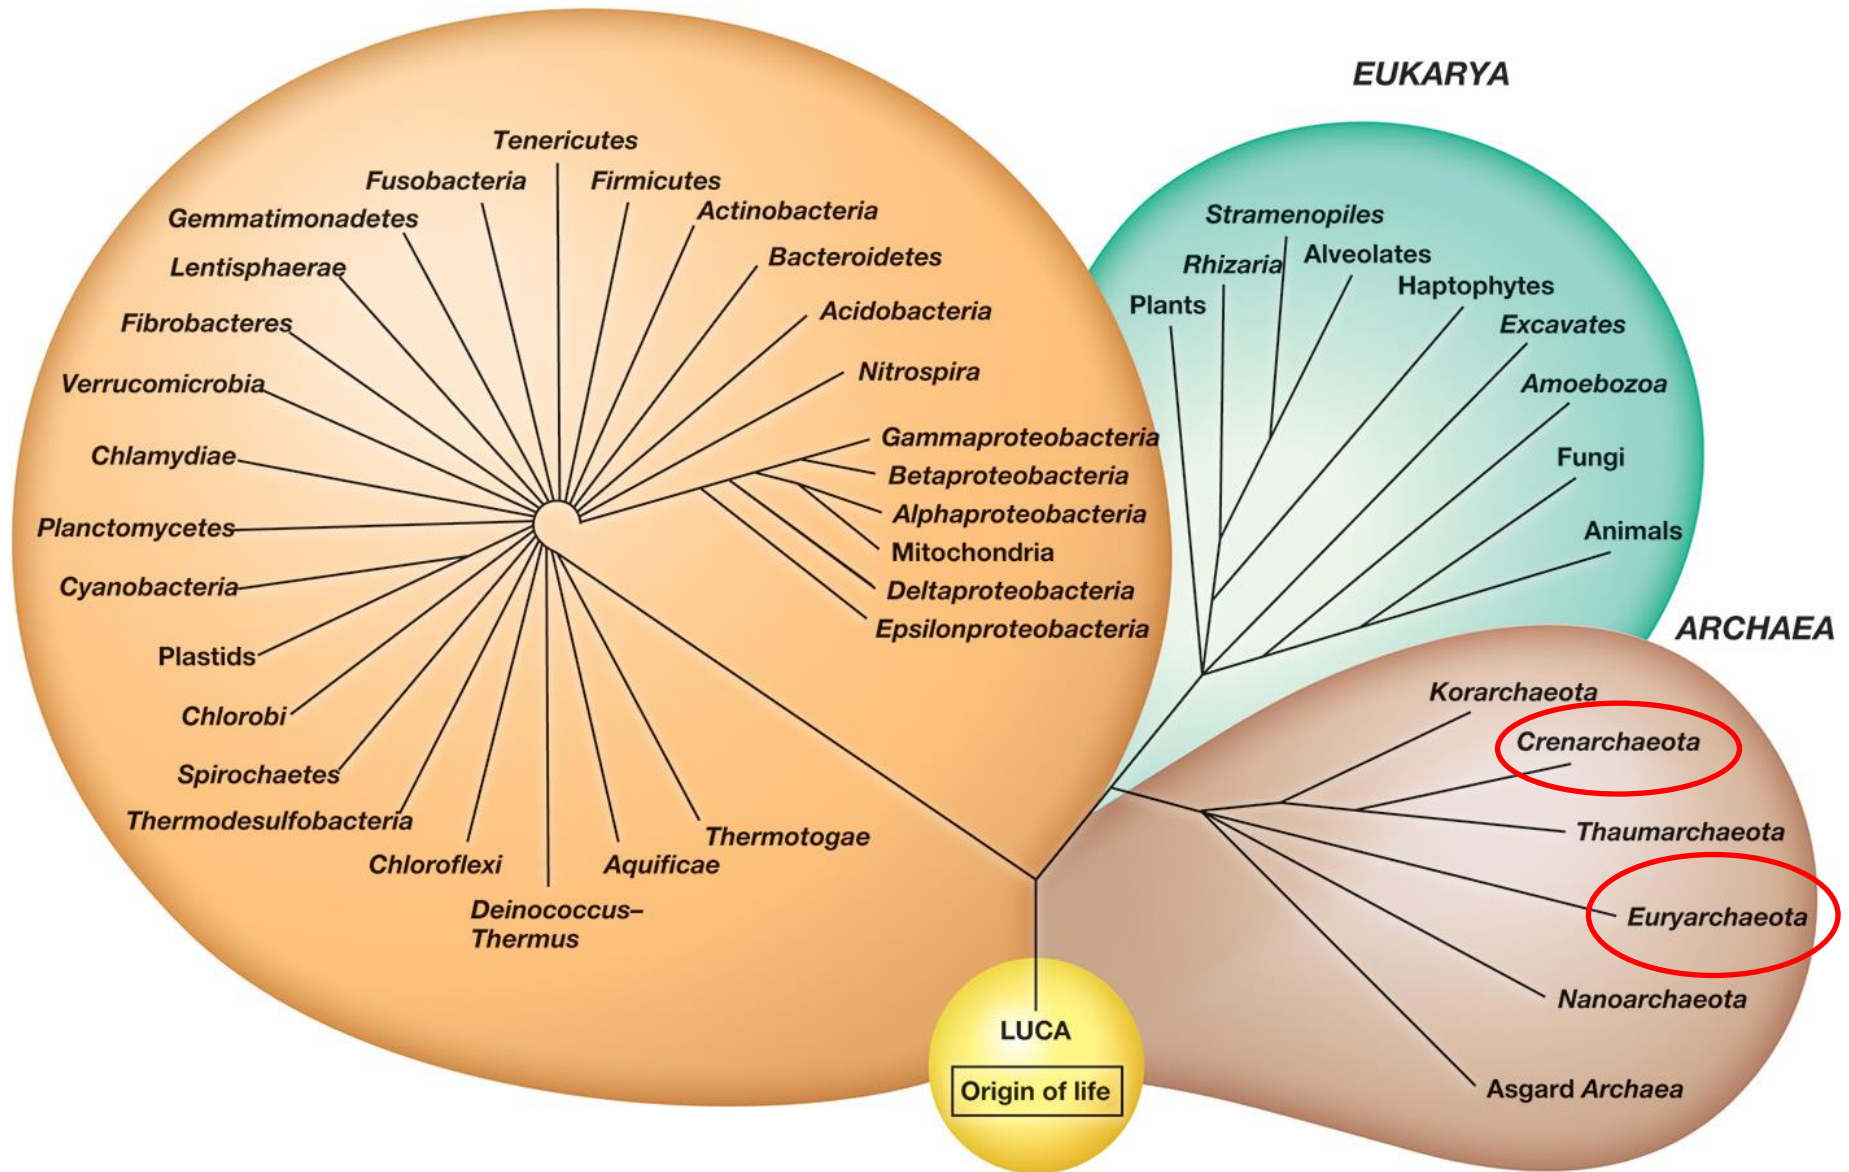 EUKARYA
Tenericutes
Fusobacteria
Firmicutes
Gemmatimonadetes
Actinobacteria
Lentisphaerae
Bacteroidetes
Fibrobacteres
Acidobacteria
Verrucomicrobia
Nitrospira
Chlamydiae
Gammaproteobacteria
Betaproteobacteria
Planctomycetes
Alphaproteobacteria
Mitochondria
Cyanobacteria
Deltaproteobacteria
Epsilonproteobacteria
Plastids
Chlorobi
Spirochaetes
Thermodesulfobacteria
Chloroflexi
Deinococcus–
Thermus
Aquificae
Thermotogae
Stramenopiles
Rhizaria
Alveolates
Plants
Haptophytes
Excavates
Amoebozoa
Fungi
Animals
ARCHAEA
Korarchaeota
Crenarchaeota
Thaumarchaeota
Euryarchaeota
Nanoarchaeota
Asgard Archaea
LUCA
Origin of life